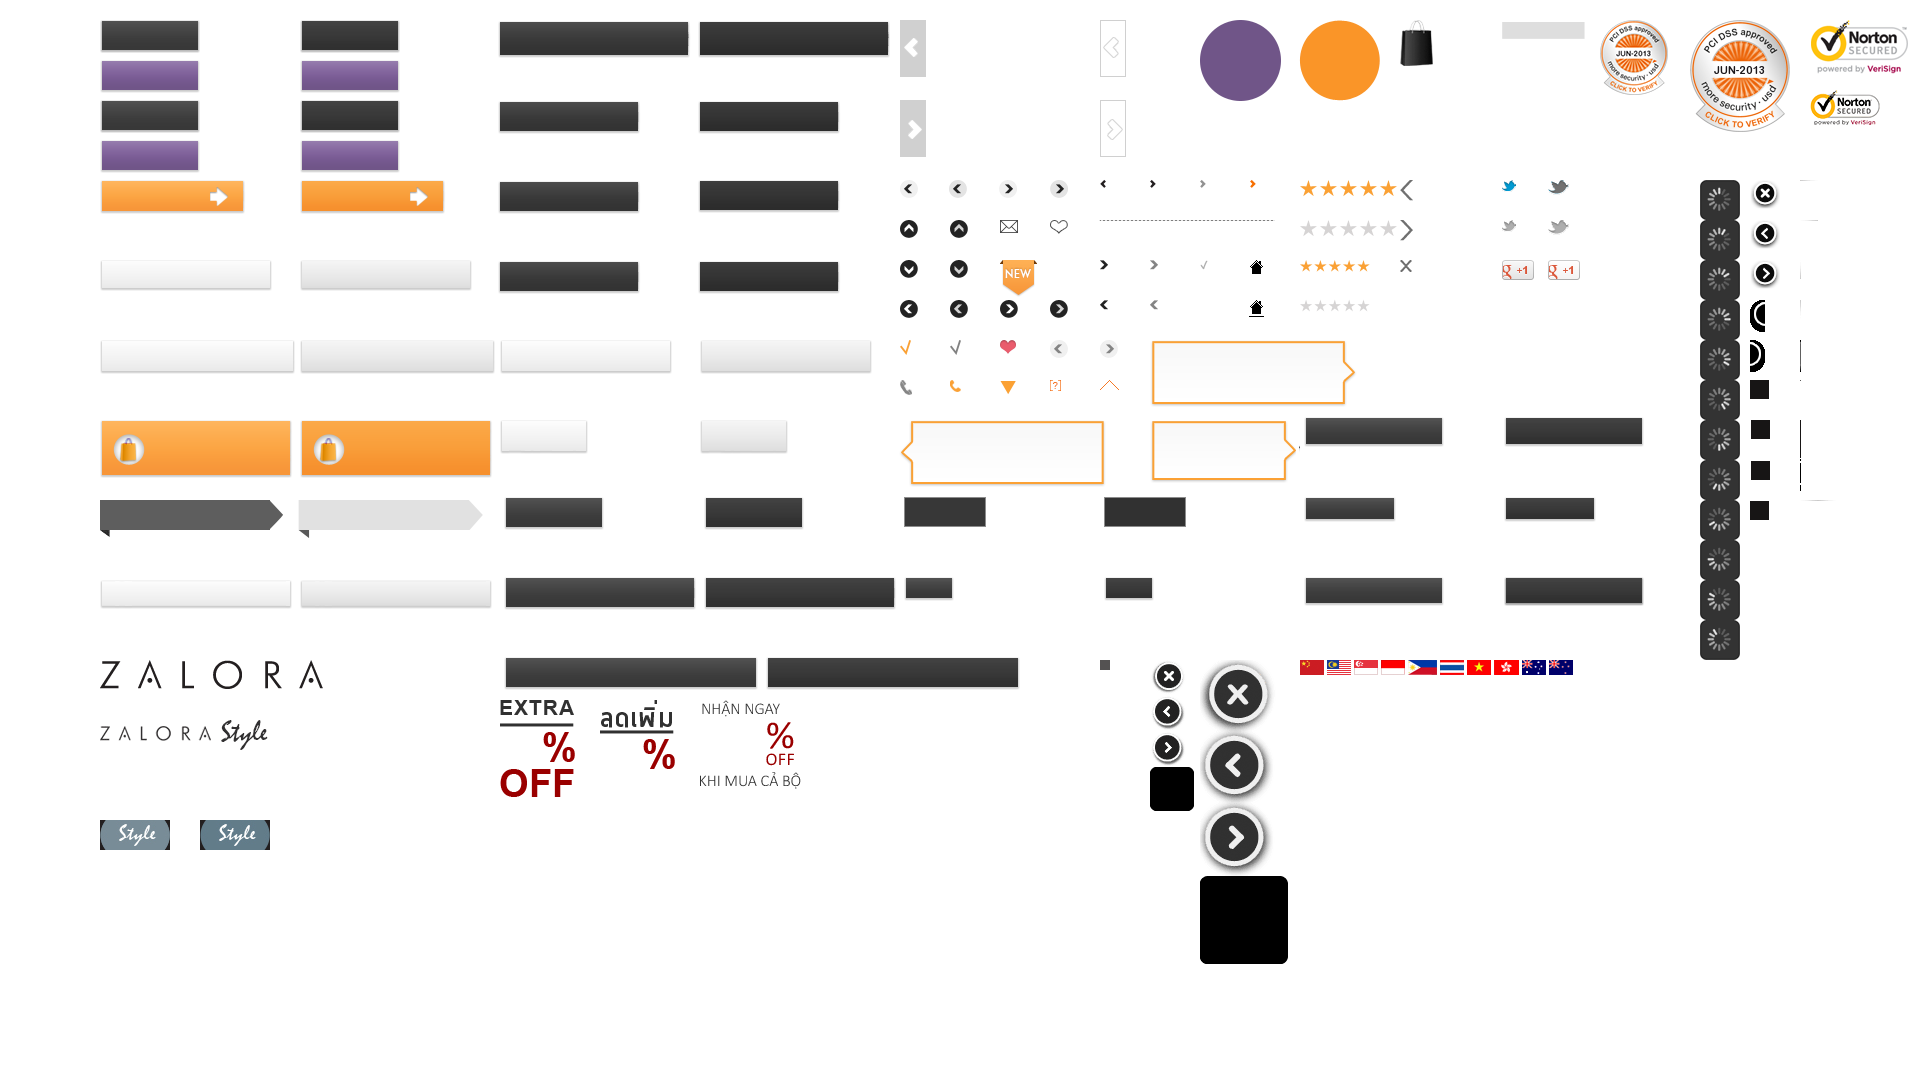 PCI DSS approved
JUN-2013
more security - usd
CLICK TO VERIFY
PCI DSS approved
JUN-2013
more security - usd
CLICK TO VERIFY
Norton
SECURED
powered by VeriSign
Norton
SECURED
powered by VeriSign
NEW
g +1
g +1
[?]
ZALORA
ZALORA Style
EXTRA
%
OFF
ลดเพิ่ม
%
NHẬN NGAY
%
OFF
KHI MUA CẢ BỘ
Style
Style